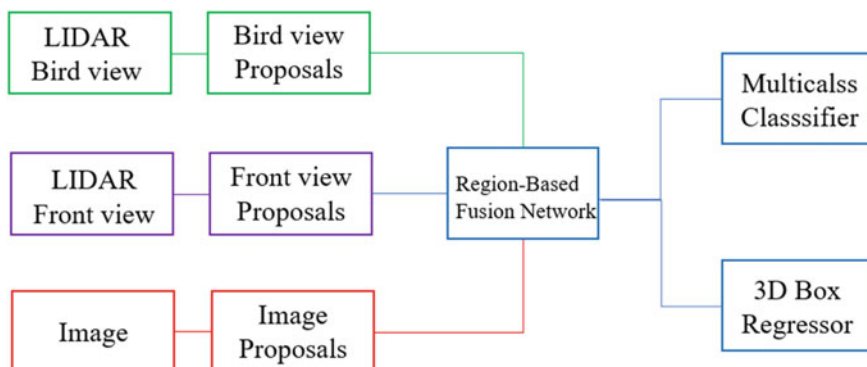 LIDAR
Bird view
Bird view
Proposals
LIDAR
Front view
Front view
Proposals
Image
Image
Proposals
Region-Based
Fusion Network
Multicalss
Classsifier
3D Box
Regressor